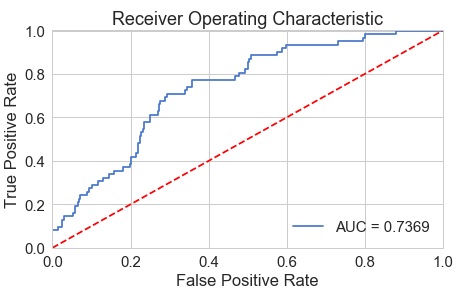 Receiver Operating Characteristic
True Positive Rate
1.0
0.8
0.6
0.4
0.2
0.0
AUC = 0.7369
0.0 0.2 0.4 0.6 0.8 1.0
False Positive Rate